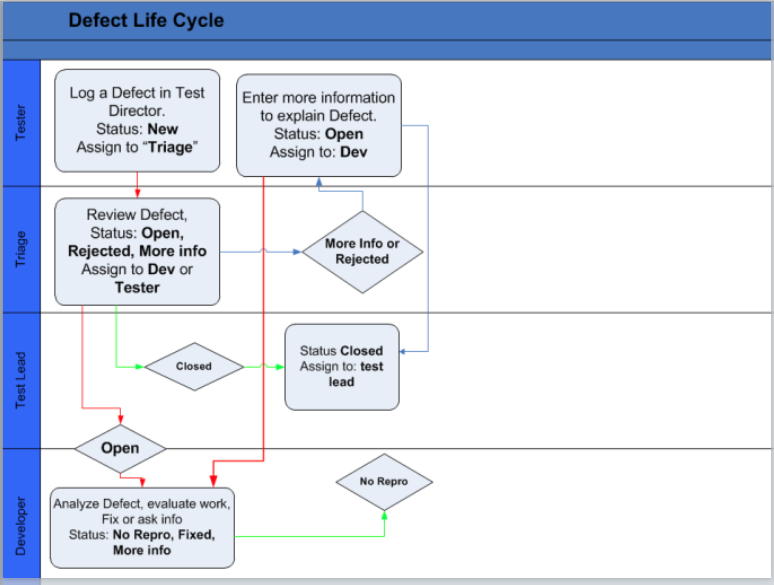 Defect Life Cycle
Tester
Log a Defect in Test
Director.
Status: New
Assign to “Triage”
Enter more information
to explain Defect.
Status: Open
Assign to: Dev
Triage
Review Defect,
Status: Open,
Rejected, More info
Assign to Dev or
Tester
More Info or
Rejected
Test Lead
Closed
Status Closed
Assign to: test
lead
Open
Developer
Analyze Defect, evaluate work,
Fix or ask info
Status: No Repro, Fixed,
More info
No Repro